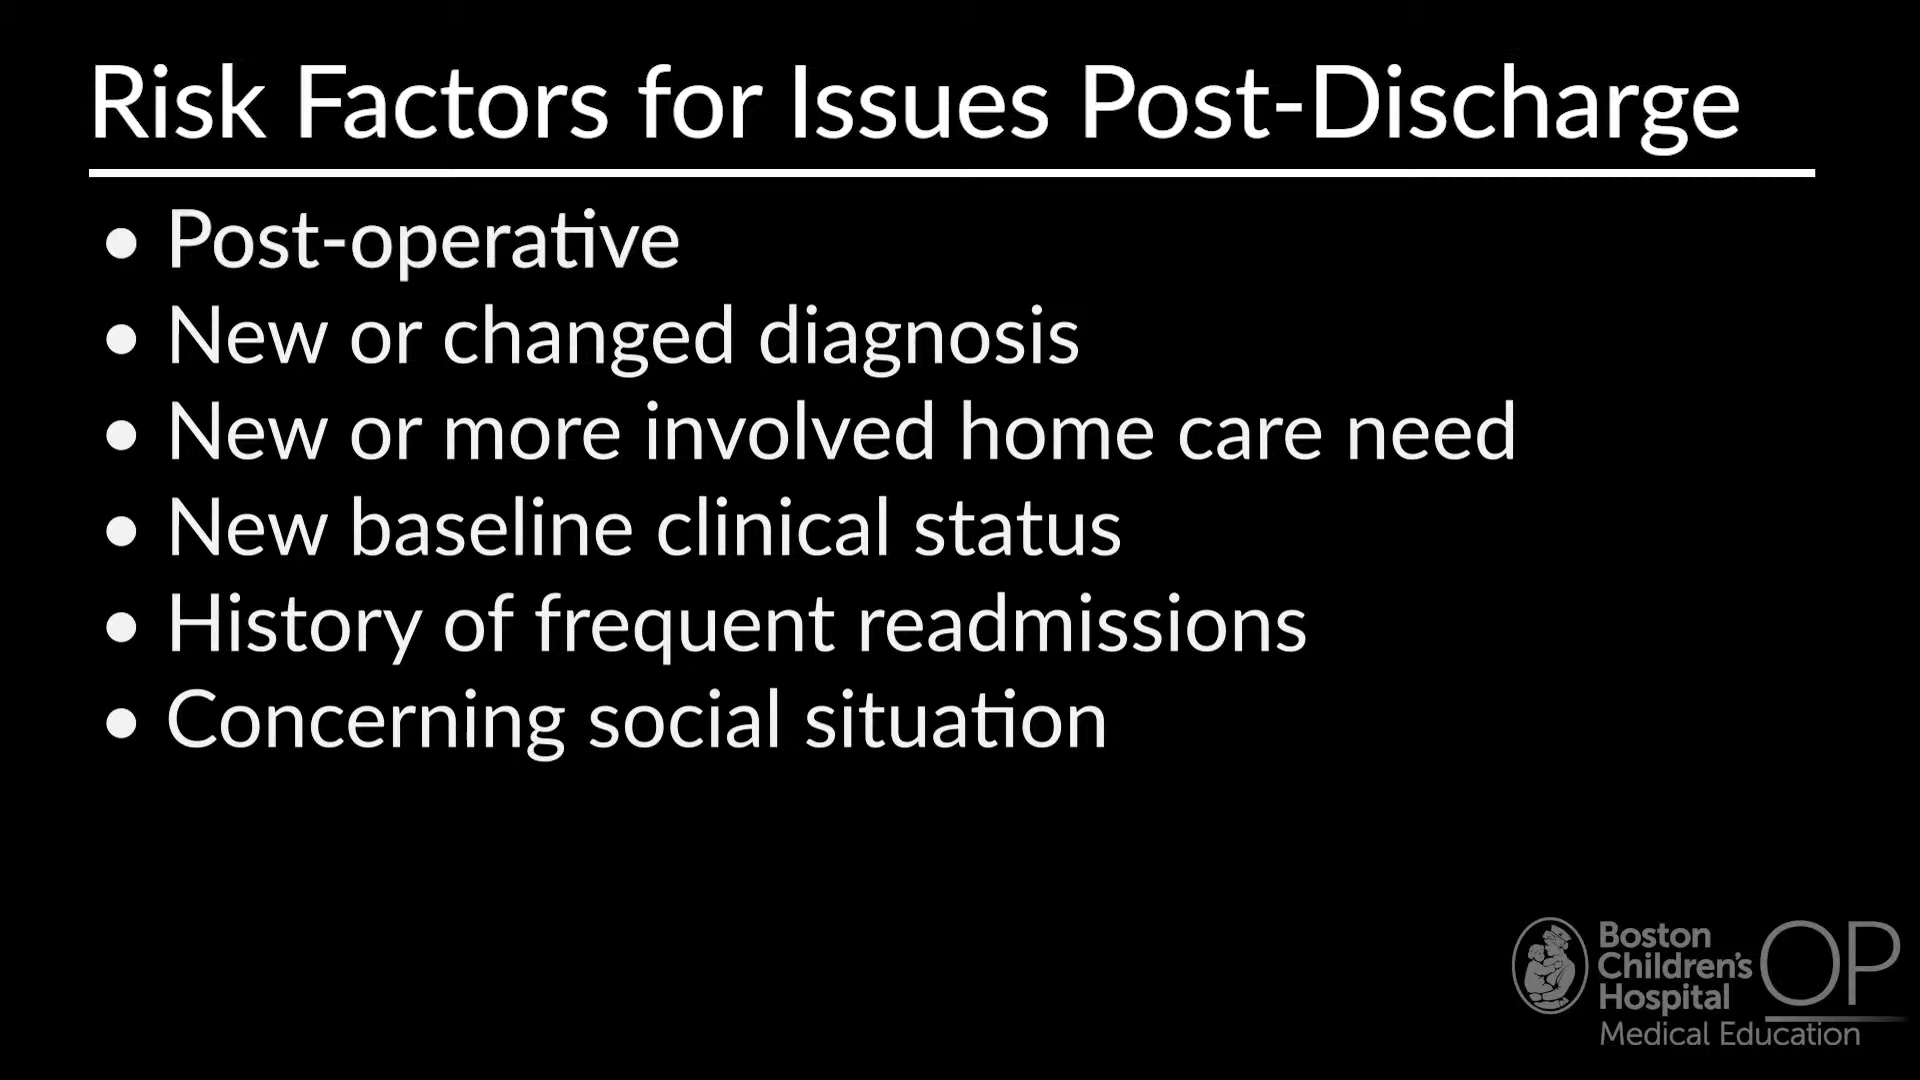 Risk Factors for Issues Post-Discharge
• Post-operative
• New or changed diagnosis
• New or more involved home care need
• New baseline clinical status
• History of frequent readmissions
• Concerning social situation
Boston
Children's
Hospital
OP
Medical Education